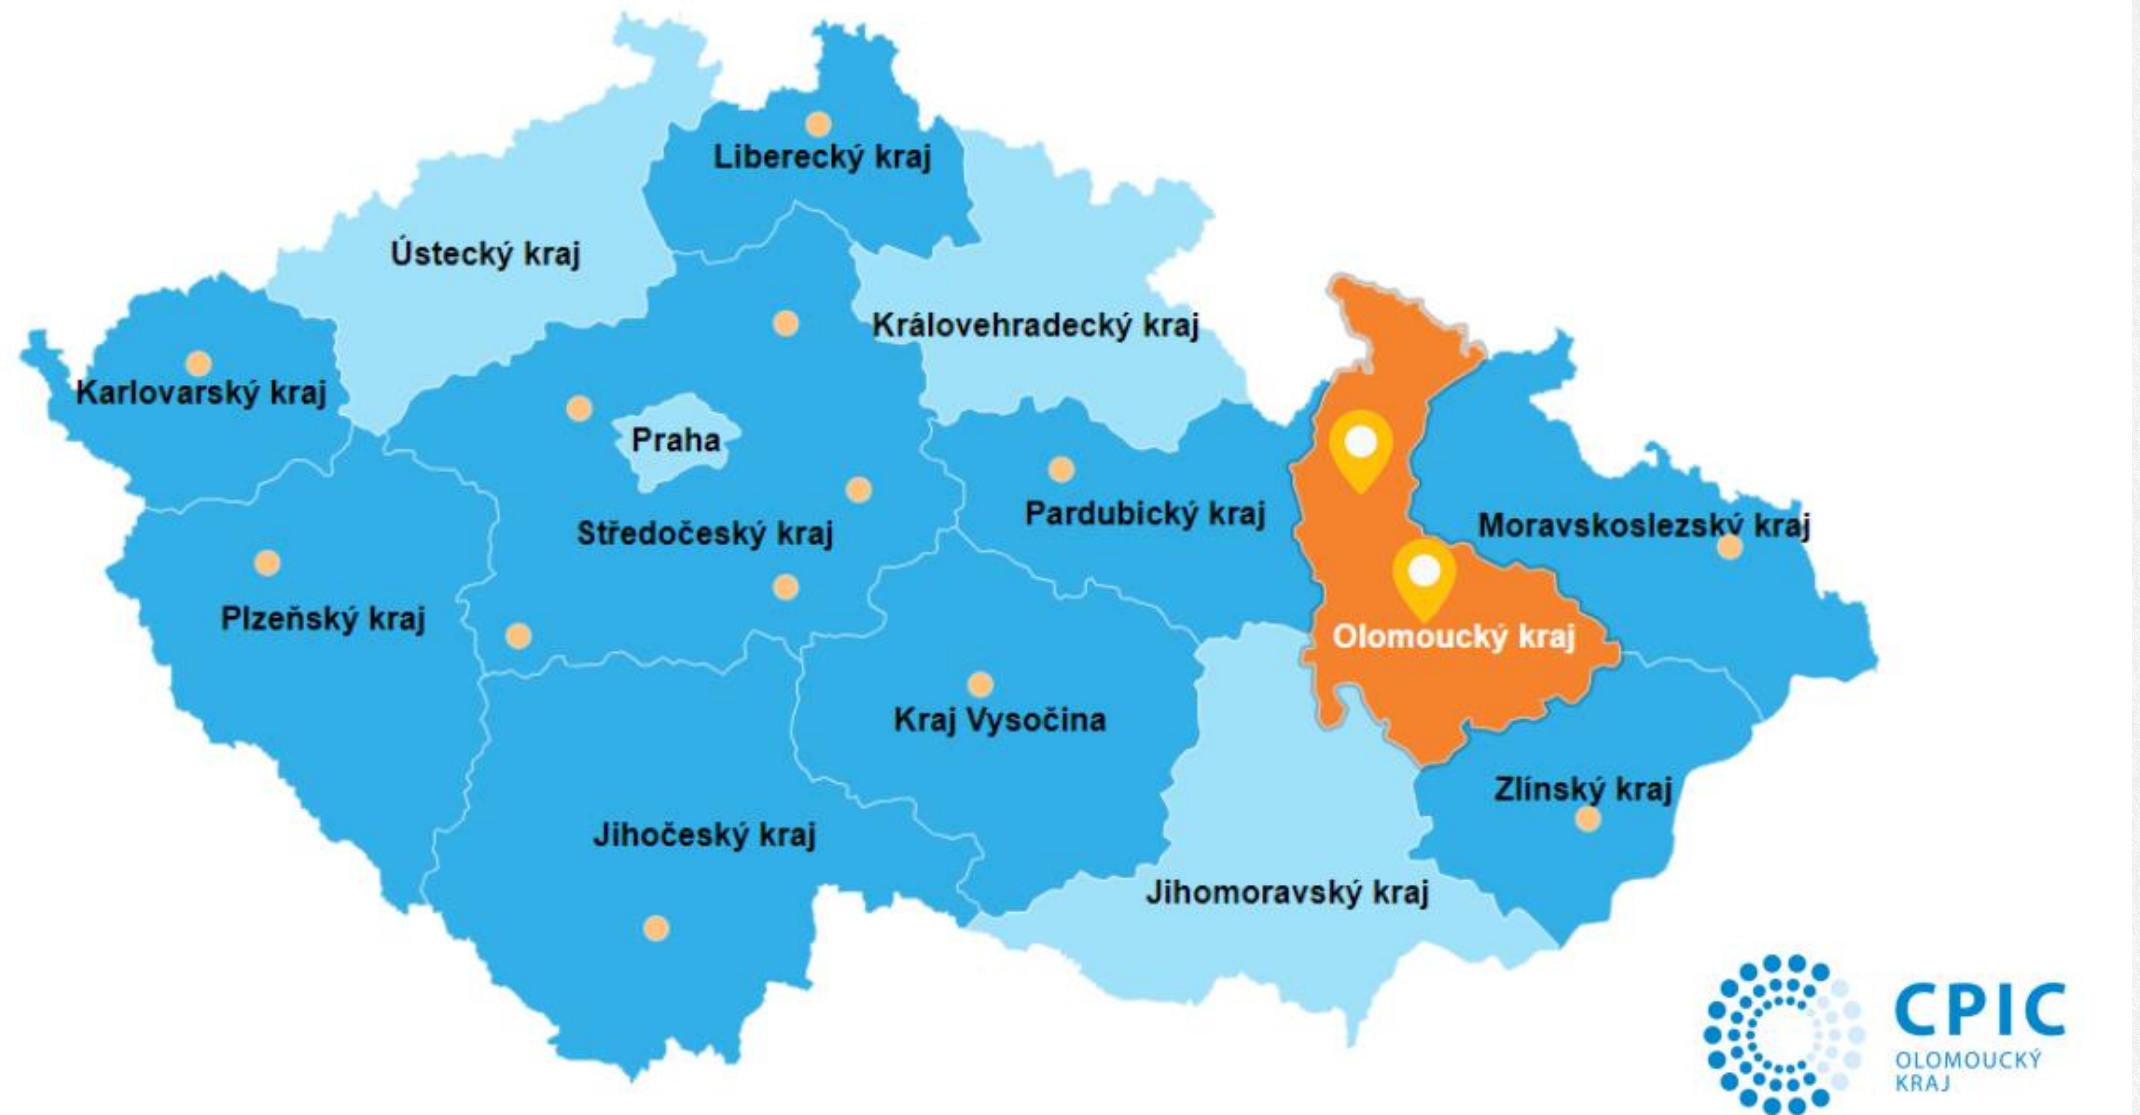 Liberecký kraj
Ústecký kraj
Královehradecký kraj
Karlovarský kraj
Praha
Pardubický kraj
Moravskoslezský kraj
Středočeský kraj
Plzeňský kraj
Olomoucký kraj
Kraj Vysočina
Zlínský kraj
Jihočeský kraj
Jihomoravský kraj
CPIC
OLOMOUCKÝ
KRAJ